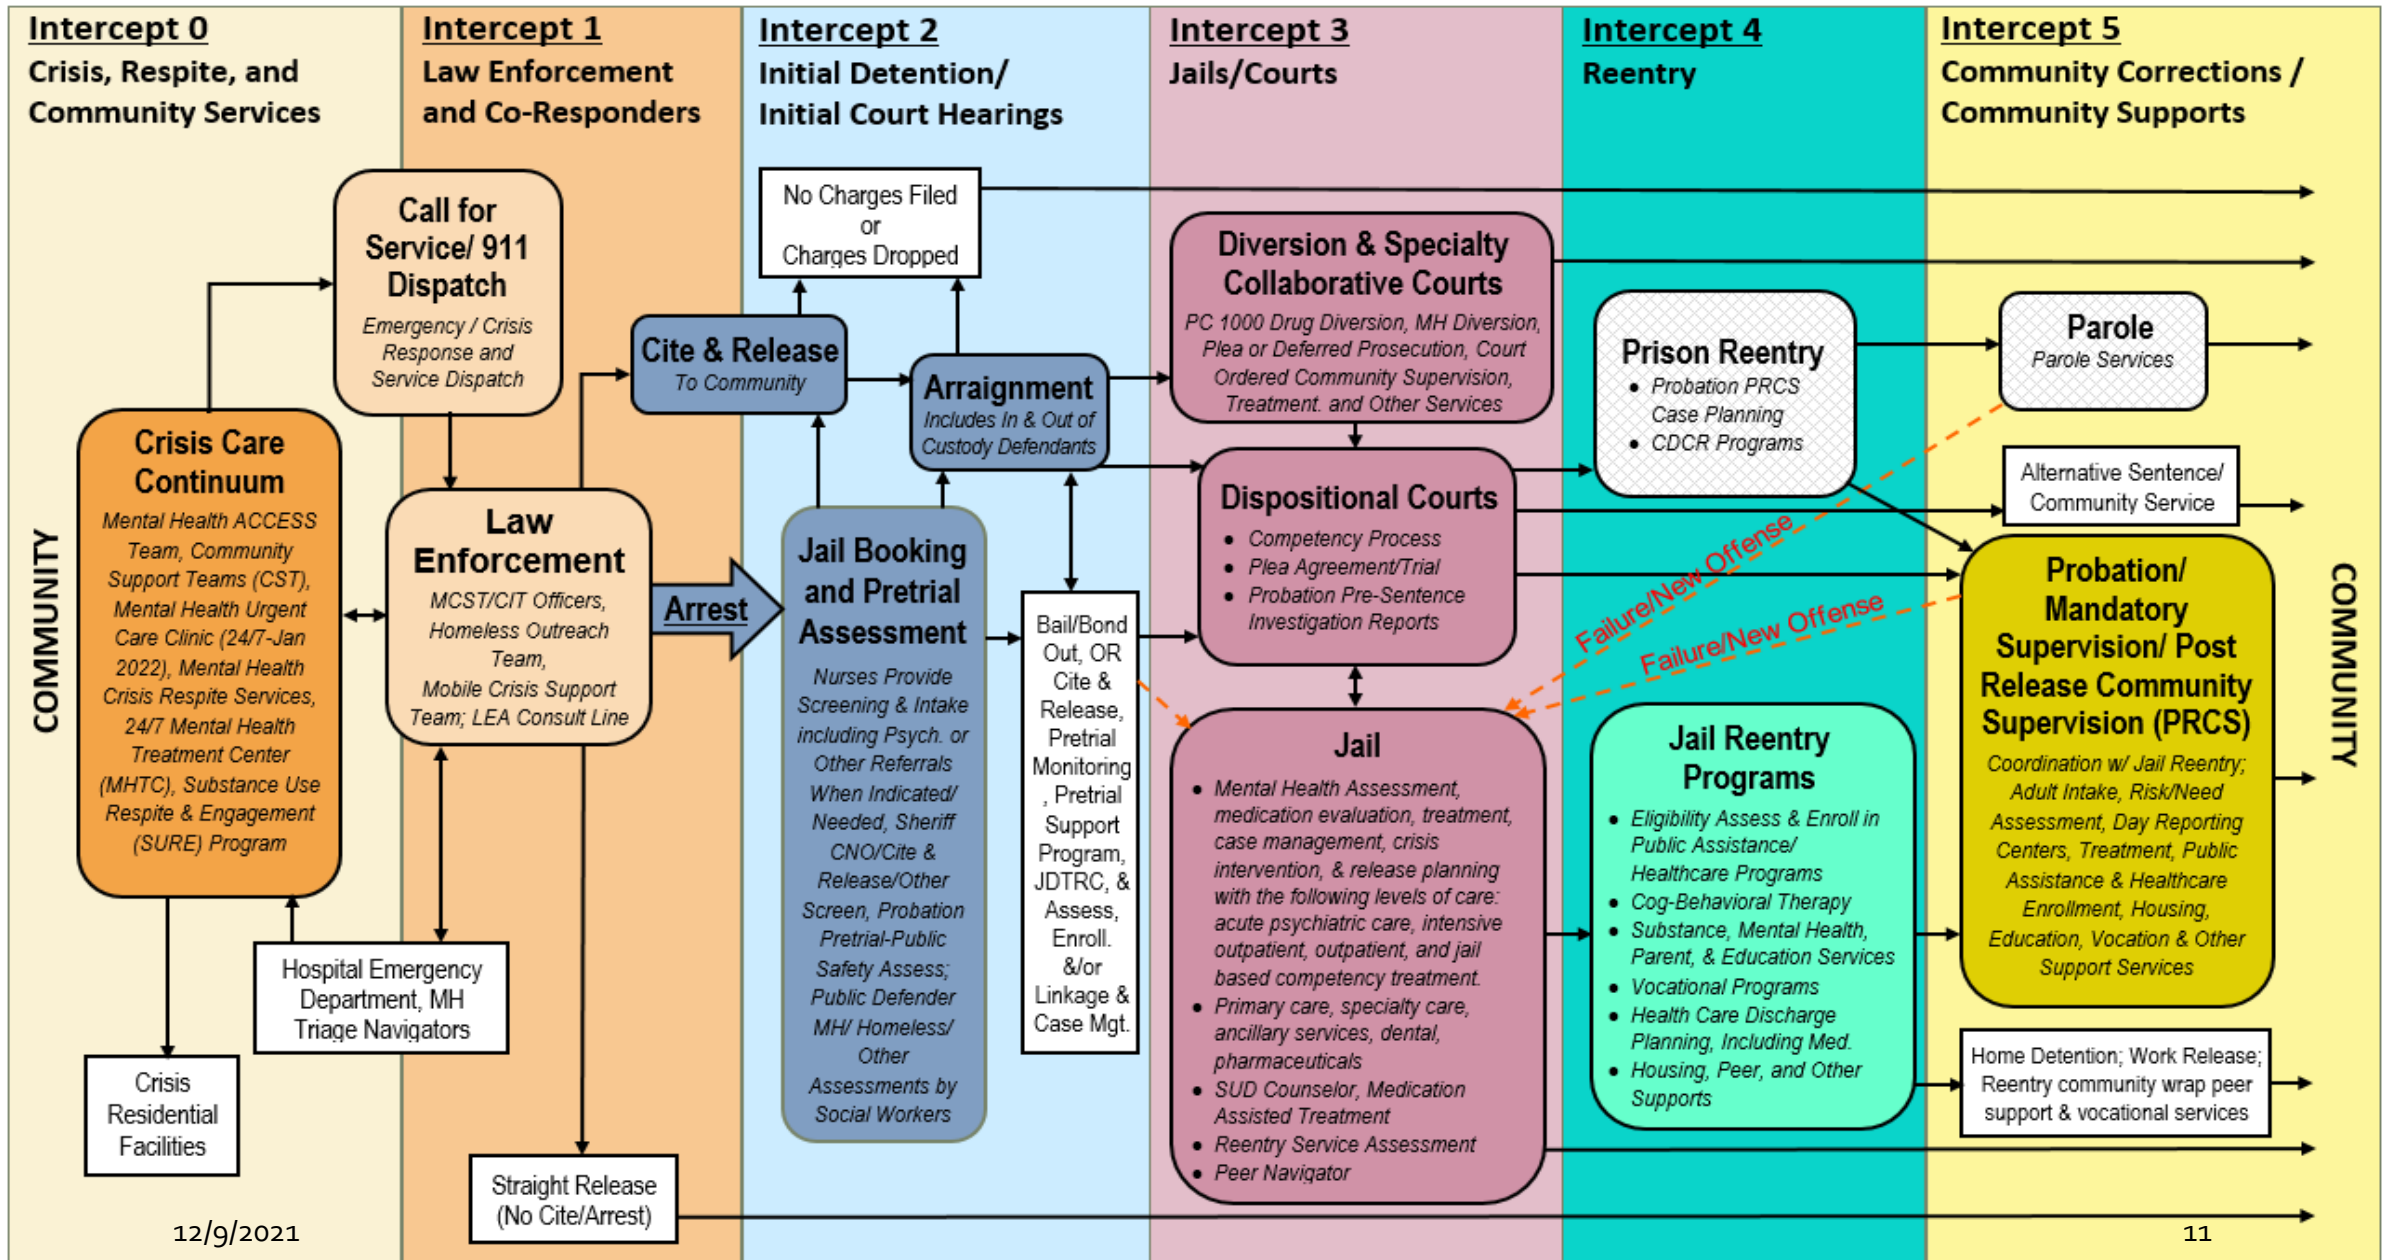 Intercept 0
Crisis, Respite, and
Community Services
Intercept 1
Law Enforcement
and Co-Responders
Intercept 2
Initial Detention/
Initial Court Hearings
Intercept 3
Jails/Courts
Intercept 4
Reentry
Intercept 5
Community Corrections /
Community Supports
COMMUNITY
Call for
Service/ 911
Dispatch
Emergency / Crisis
Response and
Service Dispatch
Crisis Care
Continuum
Mental Health ACCESS
Team, Community
Support Teams (CST),
Mental Health Urgent
Care Clinic (24/7-Jan
2022), Mental Health
Crisis Respite Services,
24/7 Mental Health
Treatment Center
(MHTC), Substance Use
Respite & Engagement
(SURE) Program
Law
Enforcement
MCST/CIT Officers,
Homeless Outreach
Team,
Mobile Crisis Support
Team; LEA Consult Line
Hospital Emergency
Department, MH
Triage Navigators
Crisis
Residential
Facilities
Straight Release
(No Cite/Arrest)
Arrest
Cite & Release
To Community
No Charges Filed
or
Charges Dropped
Arraignment
Includes In & Out of
Custody Defendants
Jail Booking
and Pretrial
Assessment
Nurses Provide
Screening & Intake
including Psych. or
Other Referrals
When Indicated/
Needed, Sheriff
CNO/Cite &
Release/Other
Screen, Probation
Pretrial-Public
Safety Assess;
Public Defender
MH/ Homeless/
Other
Assessments by
Social Workers
Bail/Bond
Out, OR
Cite &
Release,
Pretrial
Monitoring
, Pretrial
Support
Program,
JDTRC, &
Assess,
Enroll.
&/or
Linkage &
Case Mgt.
Diversion & Specialty
Collaborative Courts
PC 1000 Drug Diversion, MH Diversion,
Plea or Deferred Prosecution, Court
Ordered Community Supervision,
Treatment. and Other Services
Dispositional Courts
• Competency Process
• Plea Agreement/Trial
• Probation Pre-Sentence
Investigation Reports
Jail
• Mental Health Assessment,
medication evaluation, treatment,
case management, crisis
intervention, & release planning
with the following levels of care:
acute psychiatric care, intensive
outpatient, outpatient, and jail
based competency treatment.
• Primary care, specialty care,
ancillary services, dental,
pharmaceuticals
• SUD Counselor, Medication
Assisted Treatment
• Reentry Service Assessment
• Peer Navigator
Prison Reentry
• Probation PRCS
Case Planning
• CDCR Programs
Failure/New Offense
Failure/New Offense
Jail Reentry
Programs
• Eligibility Assess & Enroll in
Public Assistance/
Healthcare Programs
• Cog-Behavioral Therapy
• Substance, Mental Health,
Parent, & Education Services
• Vocational Programs
• Health Care Discharge
Planning, Including Med.
• Housing, Peer, and Other
Supports
Parole
Parole Services
Alternative Sentence/
Community Service
Probation/
Mandatory
Supervision/ Post
Release Community
Supervision (PRCS)
Coordination w/ Jail Reentry;
Adult Intake, Risk/Need
Assessment, Day Reporting
Centers, Treatment, Public
Assistance & Healthcare
Enrollment, Housing,
Education, Vocation & Other
Support Services
Home Detention; Work Release;
Reentry community wrap peer
support & vocational services
COMMUNITY
12/9/2021
11